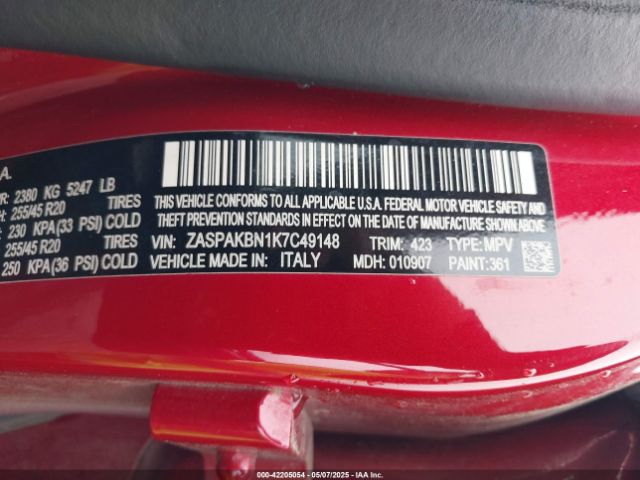 A.
R: 2380 KG 5247 LB
H: 255/45 R20 TIRES
: 230 KPA(33 PSI) COLD
255/45 R20 TIRES
250 KPA(36 PSI) COLD
THIS VEHICLE CONFORMS TO ALL APPLICABLE U.S.A. FEDERAL MOTOR VEHICLE SAFETY, BUMPER AND
THEFT PREVENTION STANDARDS IN EFFECT ON THE DATE OF MANUFACTURE SHOWN ABOVE
VIN: ZASPAKBN1K7C49148 TRIM: 423 TYPE: MPV
VEHICLE MADE IN: ITALY MDH: 010907 PAINT: 361
000-42205054 - 05/07/2025 - IAA Inc.